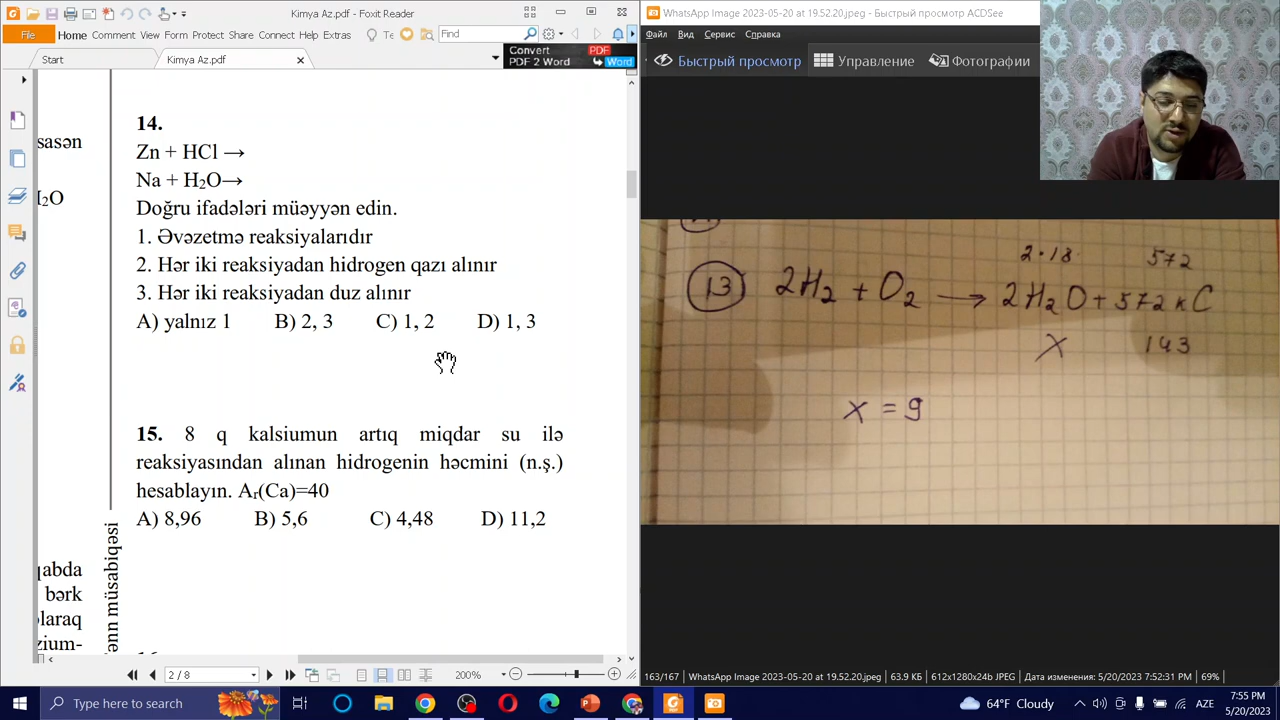 Kimya Az.pdf - Foxit Reader
File Home Comment View Form Protect Share Connect Help Extras Find
Start Kimya Az.pdf
Convert PDF
PDF 2 Word Word
sasən
I₂O
14.
Zn + HCl →
Na + H₂O→
Doğru ifadələri müəyyən edin.
1. Əvəzetmə reaksiyalarıdır
2. Hər iki reaksiyadan hidrogen qazı alınır
3. Hər iki reaksiyadan duz alınır
A) yalnız 1 B) 2, 3 C) 1, 2 D) 1, 3
15. 8 q kalsiumun artıq miqdar su ilə
reaksiyasından alınan hidrogenin həcmini (n.ş.)
hesablayın. Aᵣ(Ca)=40
A) 8,96 B) 5,6 C) 4,48 D) 11,2
qabda
bərk
olaraq
zium-
ənn müsabiqəsi
2 / 8 200%
WhatsApp Image 2023-05-20 at 19.52.20.jpeg - Быстрый просмотр ACDSee
Файл Вид Сервис Справка
Быстрый просмотр Управление Фотографии
2·18 572
13 2H₂ + O₂ → 2H₂O + 572 kC
x 143
x = 9
163/167 WhatsApp Image 2023-05-20 at 19.52.20.jpeg 63.9 KB 612x1280x24b JPEG Дата изменения: 5/20/2023 7:52:31 PM 69%
Type here to search
64°F Cloudy AZE 7:55 PM
5/20/2023